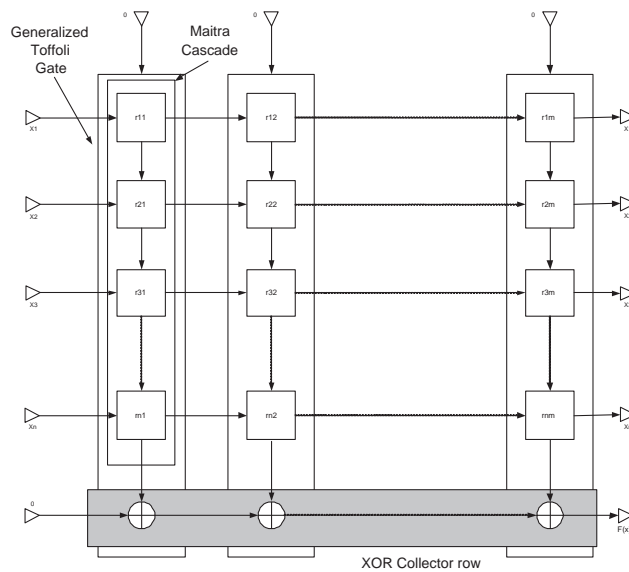 0 0 0
Generalized
Toffoli
Gate
Maitra
Cascade
r11 r12 r1m
X1 X
r21 r22 r2m
X2
r31 r32 r3m
X3
rn1 rn2 rnm
Xn
0 F(x
XOR Collector row